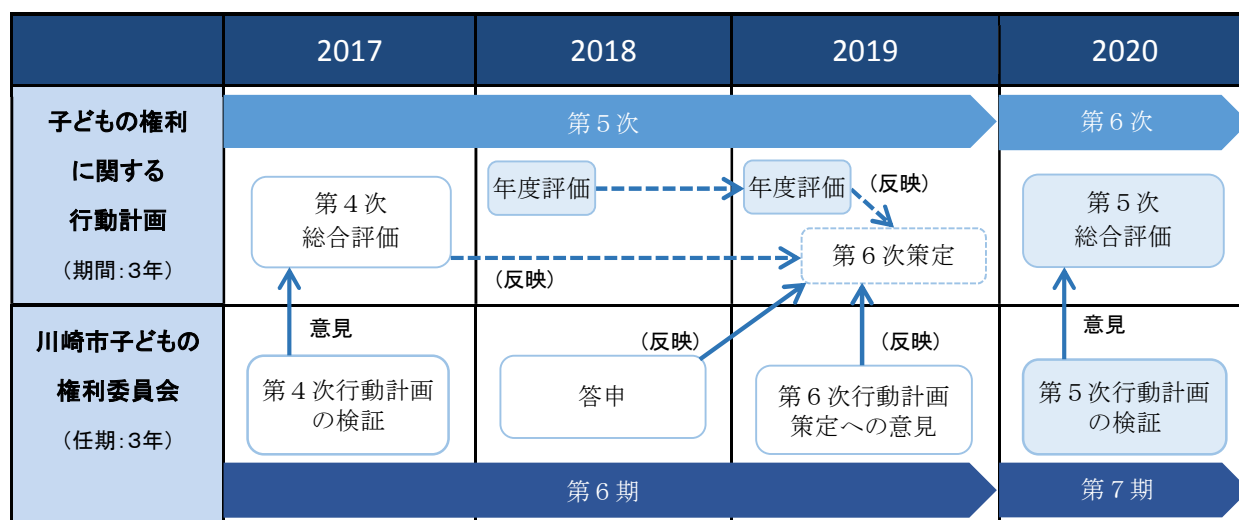 2017
2018
2019
2020
子どもの権利
に関する
行動計画
（期間：3年）
第５次
第６次
第４次
総合評価
年度評価
年度評価
（反映）
（反映）
第６次策定
第５次
総合評価
川崎市子どもの
権利委員会
（任期：3年）
意見
（反映）
（反映）
意見
第４次行動計画
の検証
答申
第６次行動計画
策定への意見
第５次行動計画
の検証
第６期
第７期